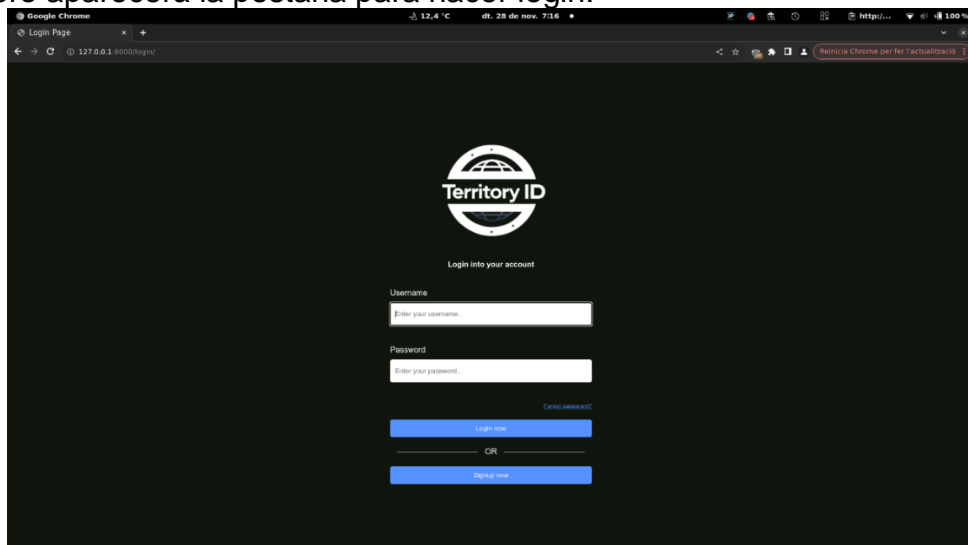 aparecerá la pestaña para hacer login.
Google Chrome 12,4 °C dt. 28 de nov. 7:16 http:/... 100 %
Login Page
127.0.0.1:8000/login/ Reinicia Chrome per fer l'actualització
Territory ID
Login into your account
Username
Enter your username..
Password
Enter your password..
Forgot password?
Login now
OR
Signup now